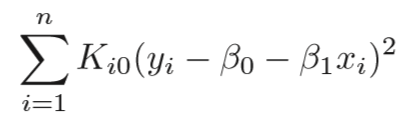 $$\sum_{i=1}^{n} K_{i0}(y_i - \beta_0 - \beta_1 x_i)^2$$